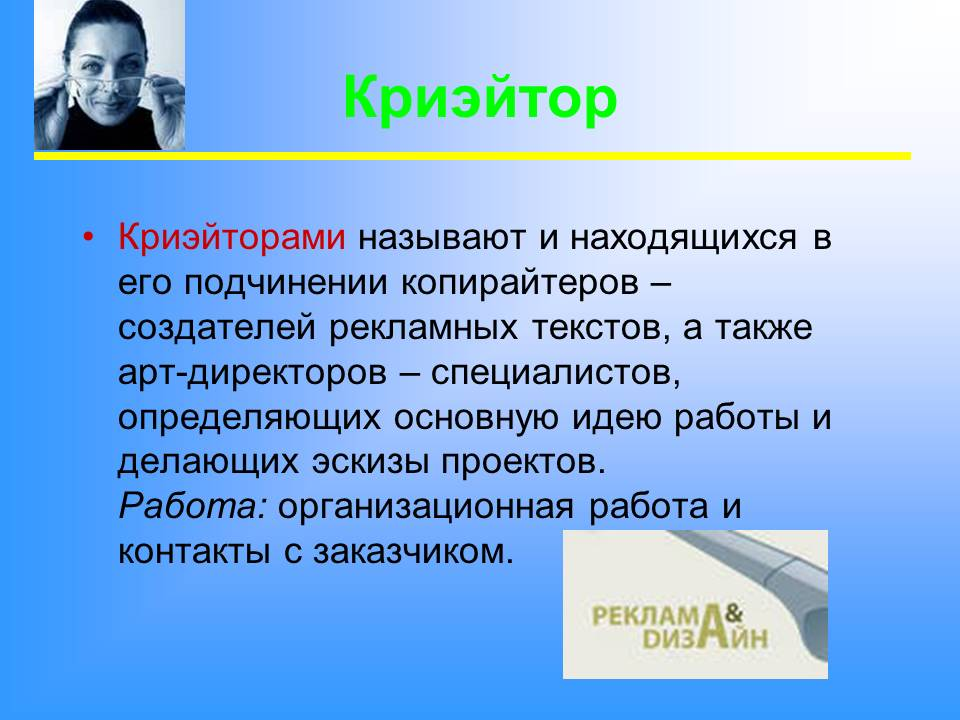 Криэйтор
• Криэйторами называют и находящихся в
его подчинении копирайтеров –
создателей рекламных текстов, а также
арт-директоров – специалистов,
определяющих основную идею работы и
делающих эскизы проектов.
Работа: организационная работа и
контакты с заказчиком.
РЕКЛАМА&
DИЗАЙН